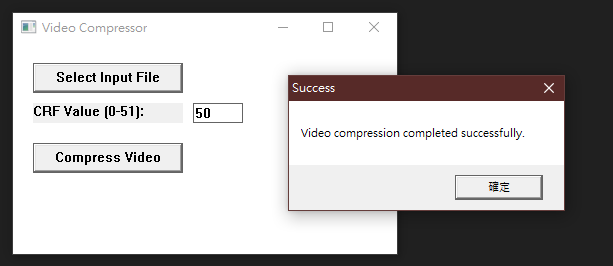 Video Compressor
Select Input File
CRF Value (0-51):
50
Compress Video
Success
Video compression completed successfully.
確定